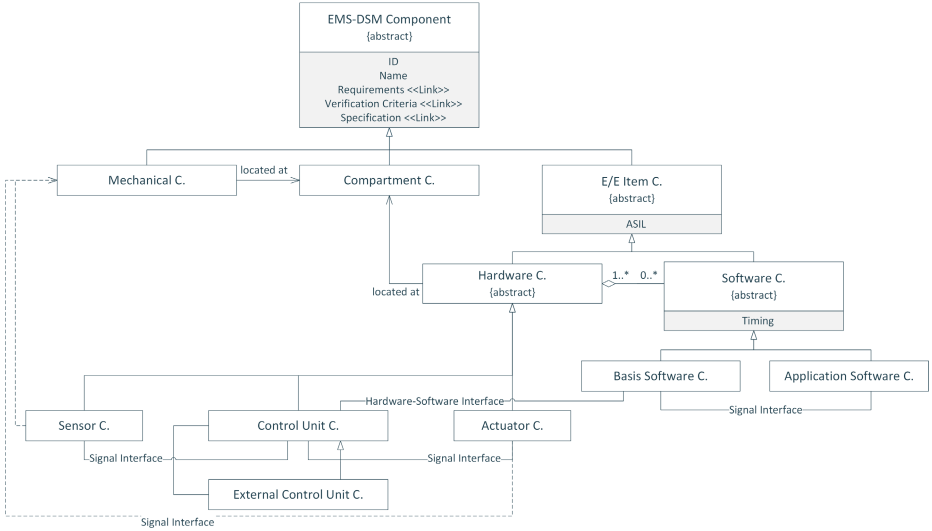 EMS-DSM Component
{abstract}
ID
Name
Requirements <<Link>>
Verification Criteria <<Link>>
Specification <<Link>>
Mechanical C.
located at
Compartment C.
E/E Item C.
{abstract}
ASIL
Hardware C.
{abstract}
1..*
0..*
Software C.
{abstract}
Timing
located at
Basis Software C.
Application Software C.
Hardware-Software Interface
Signal Interface
Sensor C.
Control Unit C.
Actuator C.
Signal Interface
Signal Interface
External Control Unit C.
Signal Interface